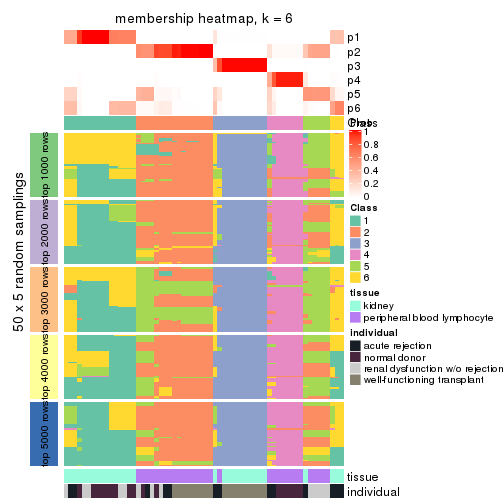 membership heatmap, k = 6
p1
p2
p3
p4
p5
p6
Class
Prob
1
0.8
0.6
0.4
0.2
0
Class
1
2
3
4
5
6
tissue
kidney
peripheral blood lymphocyte
individual
acute rejection
normal donor
renal dysfunction w/o rejection
well-functioning transplant
50 x 5 random samplings
top 1000 rows
top 2000 rows
top 3000 rows
top 4000 rows
top 5000 rows
tissue
individual